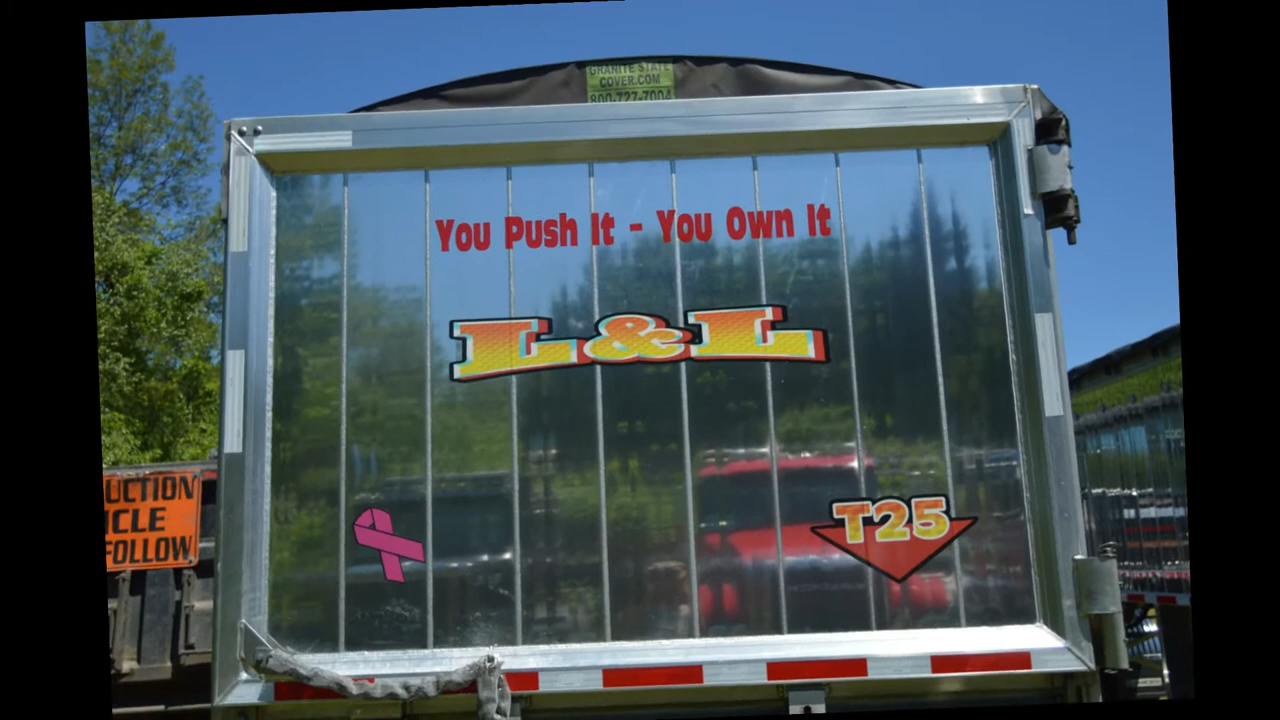 GRANITE STATE
COVER.COM
800-727-7004
You Push It - You Own It
L&L
T25
UCTION
ICLE
FOLLOW